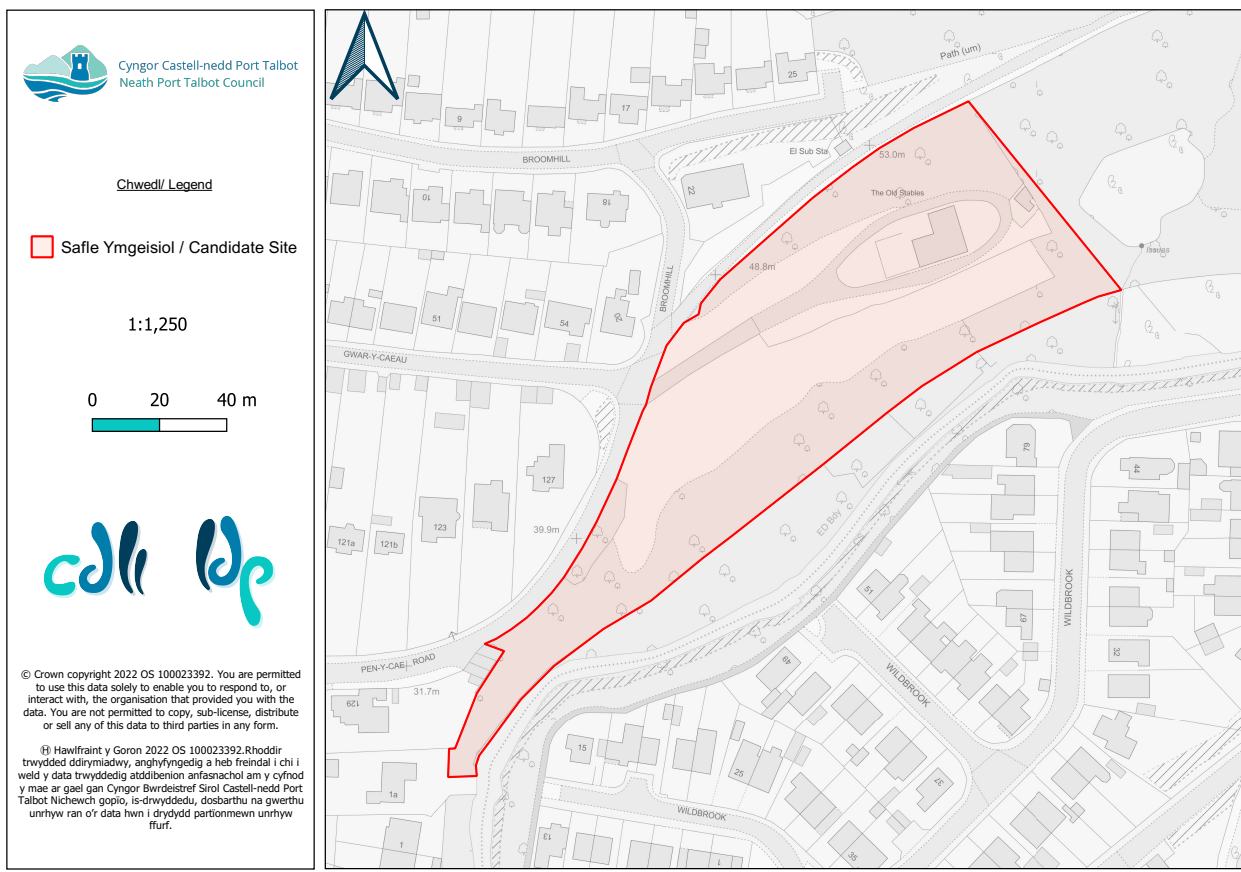 Cyngor Castell-nedd Port Talbot
Neath Port Talbot Council
Chwedl/ Legend
Safle Ymgeisiol / Candidate Site
1:1,250
0 20 40 m
cdll ldp
© Crown copyright 2022 OS 100023392. You are permitted
to use this data solely to enable you to respond to, or
interact with, the organisation that provided you with the
data. You are not permitted to copy, sub-license, distribute
or sell any of this data to third parties in any form.
Ⓗ Hawlfraint y Goron 2022 OS 100023392.Rhoddir
trwydded ddirymiadwy, anghyfyngedig a heb freindal i chi i
weld y data trwyddedig atddibenion anfasnachol am y cyfnod
y mae ar gael gan Cyngor Bwrdeistref Sirol Castell-nedd Port
Talbot Nichewch gopïo, is-drwyddedu, dosbarthu na gwerthu
unrhyw ran o'r data hwn i drydydd partïonmewn unrhyw
ffurf.
Path (um)
25
17
9
BROOMHILL
El Sub Sta
53.0m
22
The Old Stables
10
18
Issues
48.8m
BROOMHILL
51
54
20
GWAR-Y-CAEAU
127
79
44
123
39.9m
ED Bdy
121a
121b
51
WILDBROOK
67
PEN-Y-CAE ROAD
49
32
31.7m
WILDBROOK
129
15
25
37
1a
WILDBROOK
1
13
1
35